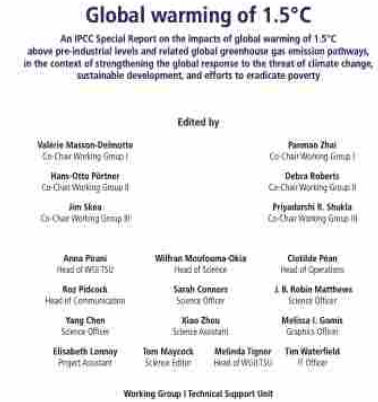 Global warming of 1.5°C
An IPCC Special Report on the impacts of global warming of 1.5°C
above pre-industrial levels and related global greenhouse gas emission pathways,
in the context of strengthening the global response to the threat of climate change,
sustainable development, and efforts to eradicate poverty
Edited by
Valérie Masson-Delmotte Panmao Zhai
Co-Chair Working Group I Co-Chair Working Group I
Hans-Otto Pörtner Debra Roberts
Co-Chair Working Group II Co-Chair Working Group II
Jim Skea Priyadarshi R. Shukla
Co-Chair Working Group III Co-Chair Working Group III
Anna Pirani Wilfran Moufouma-Okia Clotilde Péan
Head of WGI TSU Head of Science Head of Operations
Roz Pidcock Sarah Connors J. B. Robin Matthews
Head of Communication Science Officer Science Officer
Yang Chen Xiao Zhou Melissa I. Gomis
Science Officer Science Assistant Graphics Officer
Elisabeth Lonnoy Tom Maycock Melinda Tignor Tim Waterfield
Project Assistant Science Editor Head of WGII TSU IT Officer
Working Group I Technical Support Unit